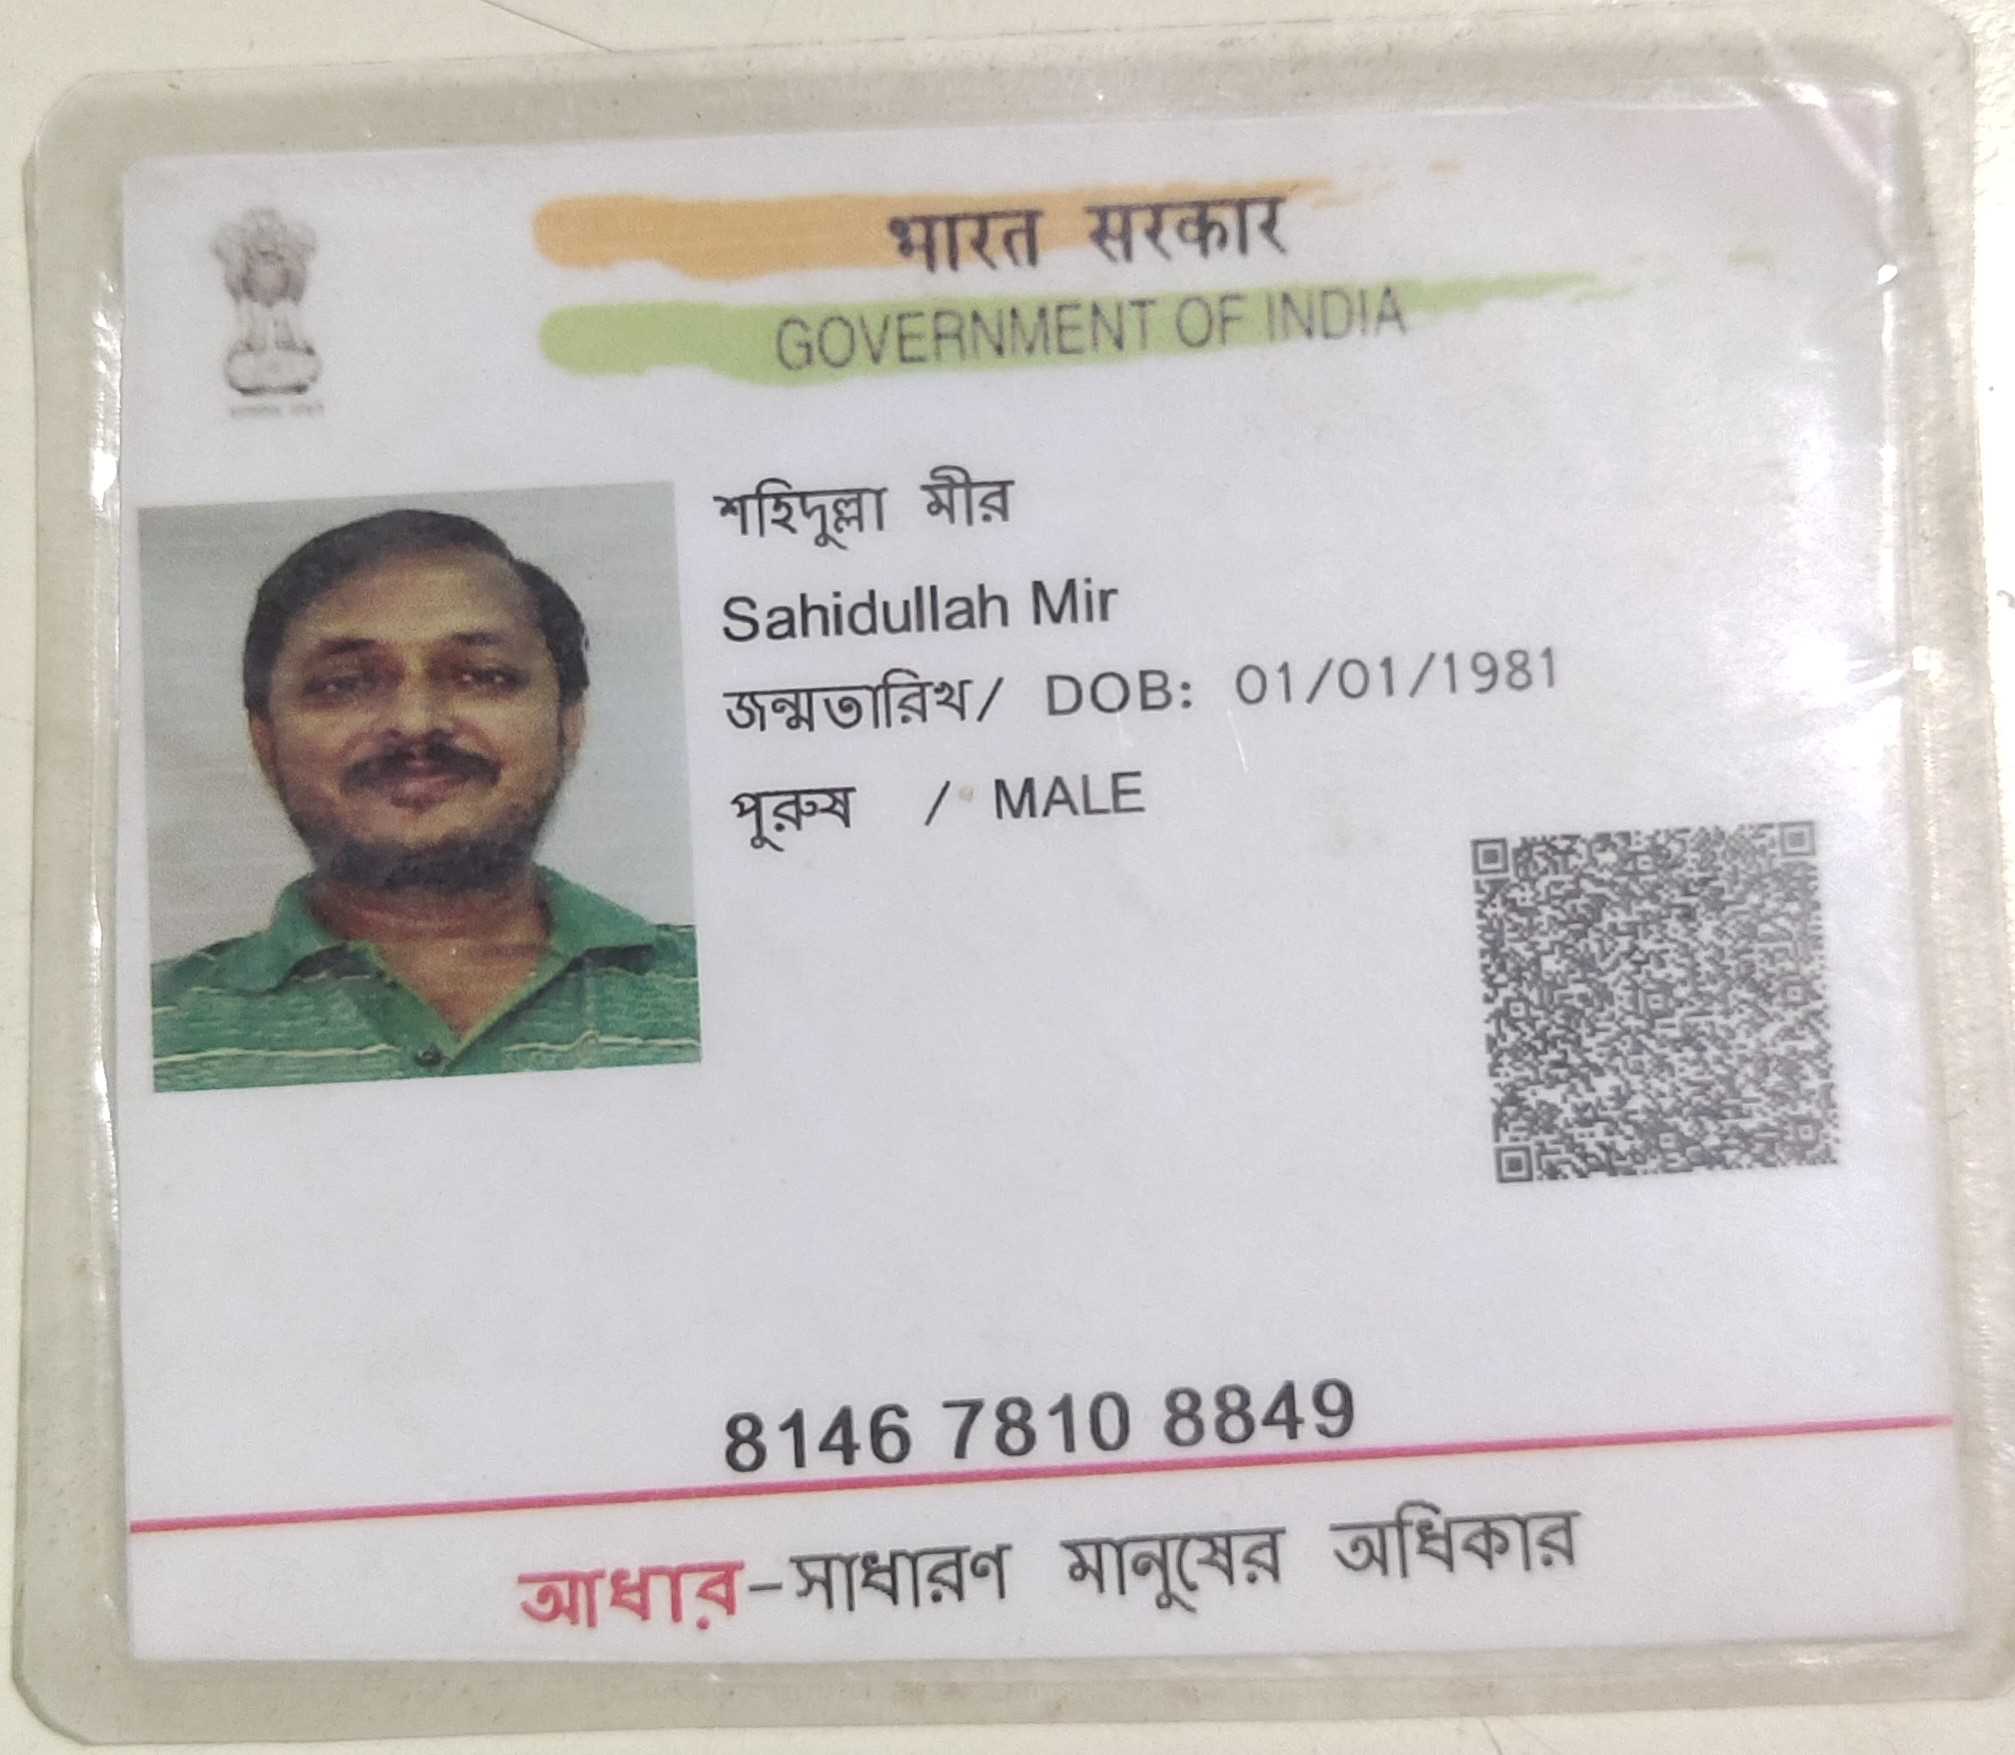 भारत सरकार
GOVERNMENT OF INDIA
শহিদুল্লা মীর
Sahidullah Mir
জন্মতারিখ/ DOB: 01/01/1981
পুরুষ / MALE
8146 7810 8849
আধার-সাধারণ মানুষের অধিকার